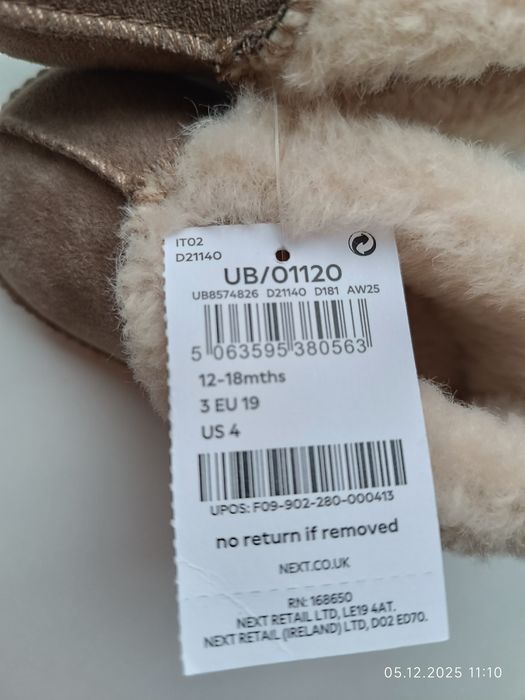 IT02
D21140
UB/01120
UB8574826 D21140 D181 AW25
5 063595 380563
12-18mths
3 EU 19
US 4
UPOS: F09-902-280-000413
no return if removed
NEXT.CO.UK
RN: 168650
NEXT RETAIL LTD, LE19 4AT.
NEXT RETAIL (IRELAND) LTD, D02 ED70.
05.12.2025 11:10